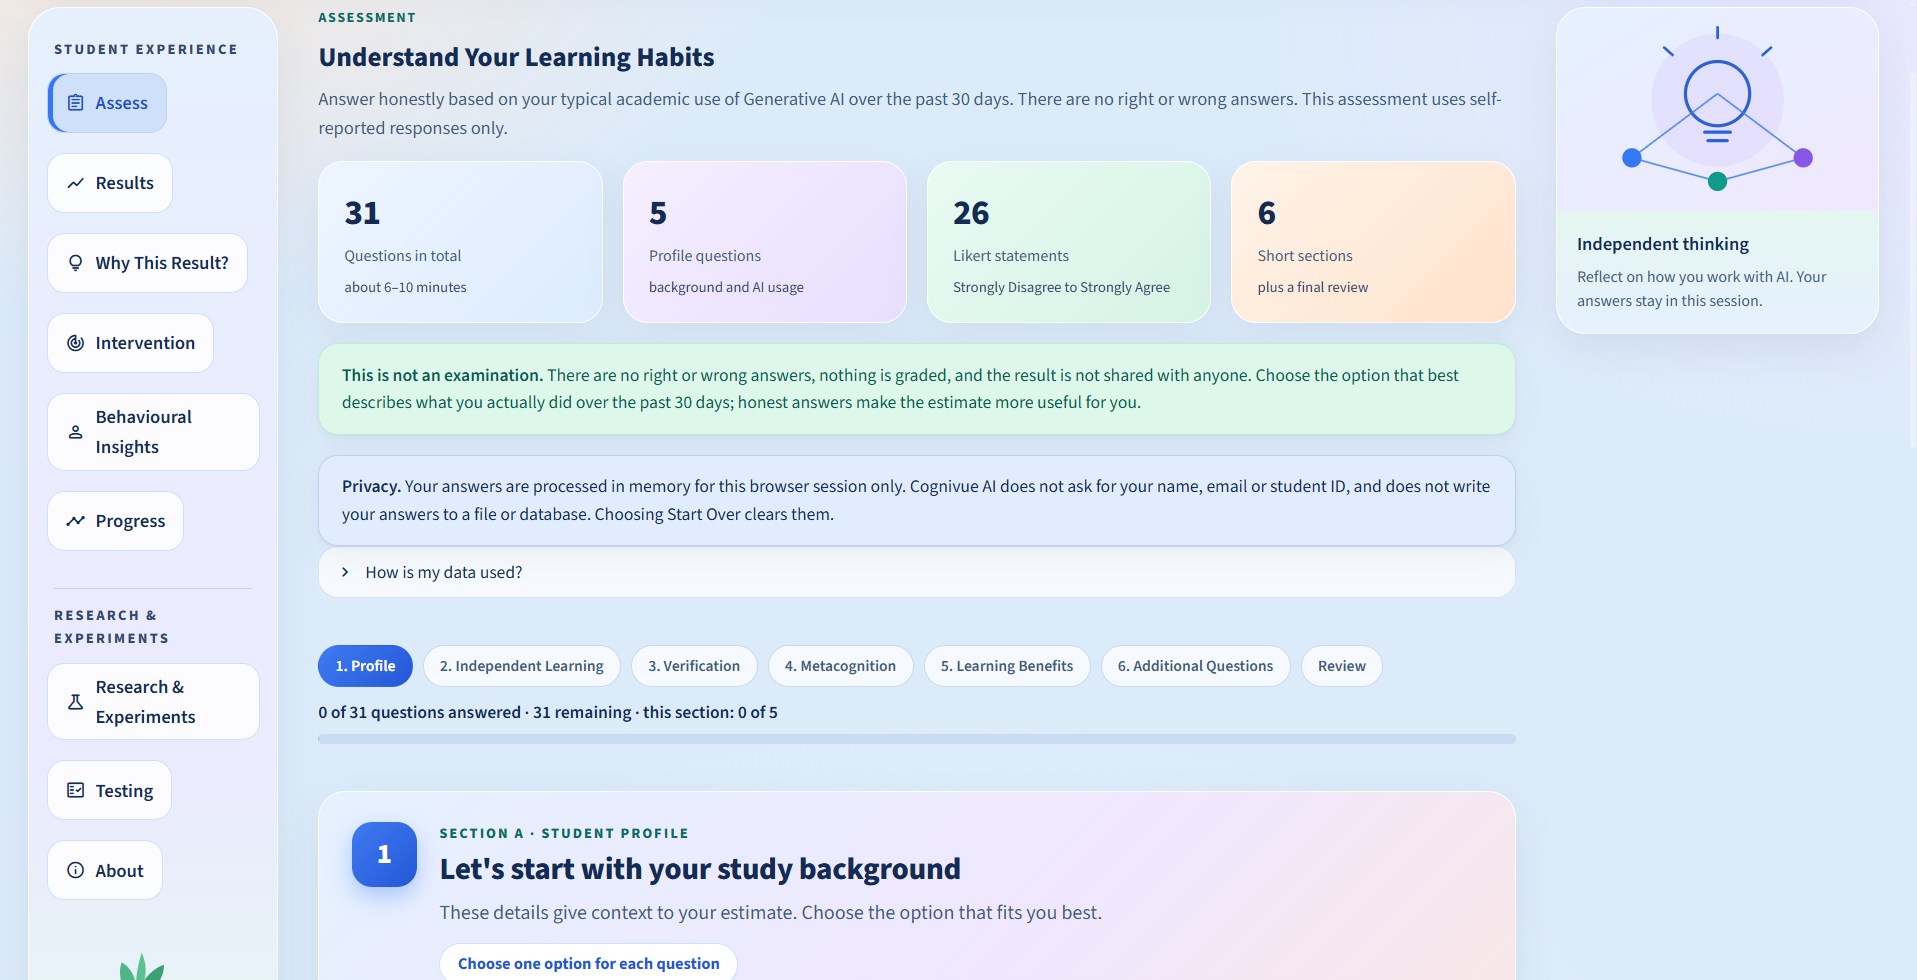 STUDENT EXPERIENCE
Assess
Results
Why This Result?
Intervention
Behavioural
Insights
Progress
RESEARCH &
EXPERIMENTS
Research &
Experiments
Testing
About
ASSESSMENT
Understand Your Learning Habits
Answer honestly based on your typical academic use of Generative AI over the past 30 days. There are no right or wrong answers. This assessment uses self-
reported responses only.
31
Questions in total
about 6–10 minutes
5
Profile questions
background and AI usage
26
Likert statements
Strongly Disagree to Strongly Agree
6
Short sections
plus a final review
This is not an examination. There are no right or wrong answers, nothing is graded, and the result is not shared with anyone. Choose the option that best
describes what you actually did over the past 30 days; honest answers make the estimate more useful for you.
Privacy. Your answers are processed in memory for this browser session only. Cognivue AI does not ask for your name, email or student ID, and does not write
your answers to a file or database. Choosing Start Over clears them.
How is my data used?
1. Profile
2. Independent Learning
3. Verification
4. Metacognition
5. Learning Benefits
6. Additional Questions
Review
0 of 31 questions answered · 31 remaining · this section: 0 of 5
1
SECTION A · STUDENT PROFILE
Let's start with your study background
These details give context to your estimate. Choose the option that fits you best.
Choose one option for each question
Independent thinking
Reflect on how you work with AI. Your
answers stay in this session.